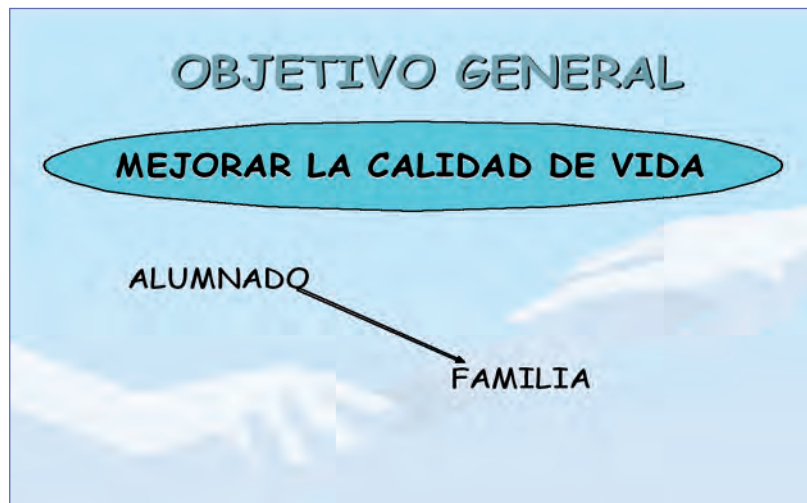 OBJETIVO GENERAL
MEJORAR LA CALIDAD DE VIDA
ALUMNADO
FAMILIA